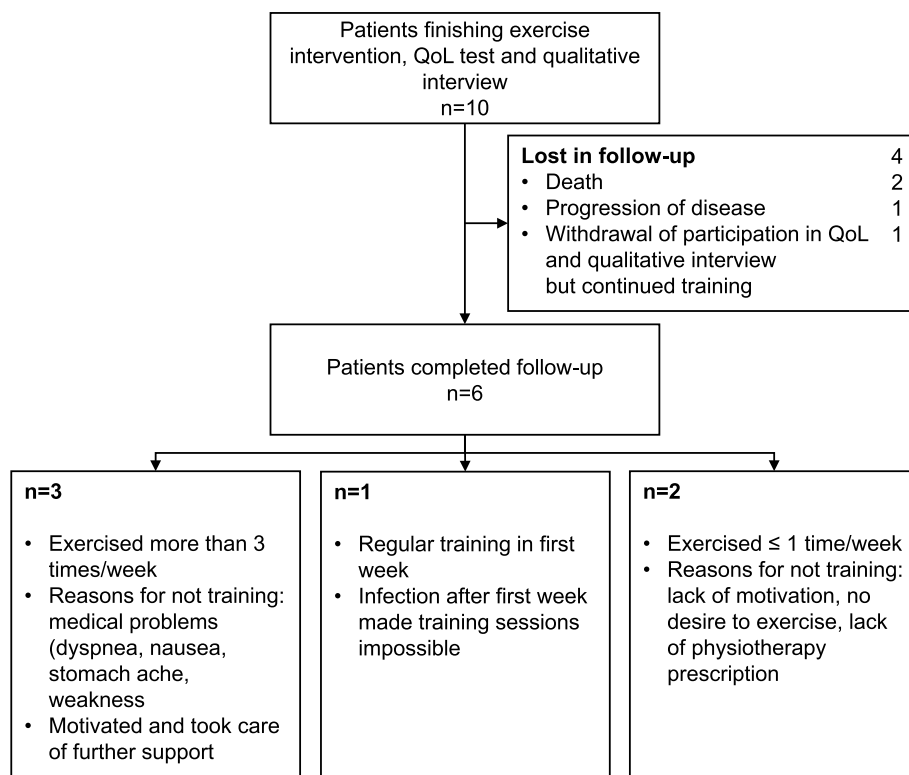 Patients finishing exercise
intervention, QoL test and qualitative
interview
n=10
Lost in follow-up 4
• Death 2
• Progression of disease 1
• Withdrawal of participation in QoL 1
and qualitative interview
but continued training
Patients completed follow-up
n=6
n=3
• Exercised more than 3
times/week
• Reasons for not training:
medical problems
(dyspnea, nausea,
stomach ache,
weakness
• Motivated and took care
of further support
n=1
• Regular training in first
week
• Infection after first week
made training sessions
impossible
n=2
• Exercised ≤ 1 time/week
• Reasons for not training:
lack of motivation, no
desire to exercise, lack
of physiotherapy
prescription